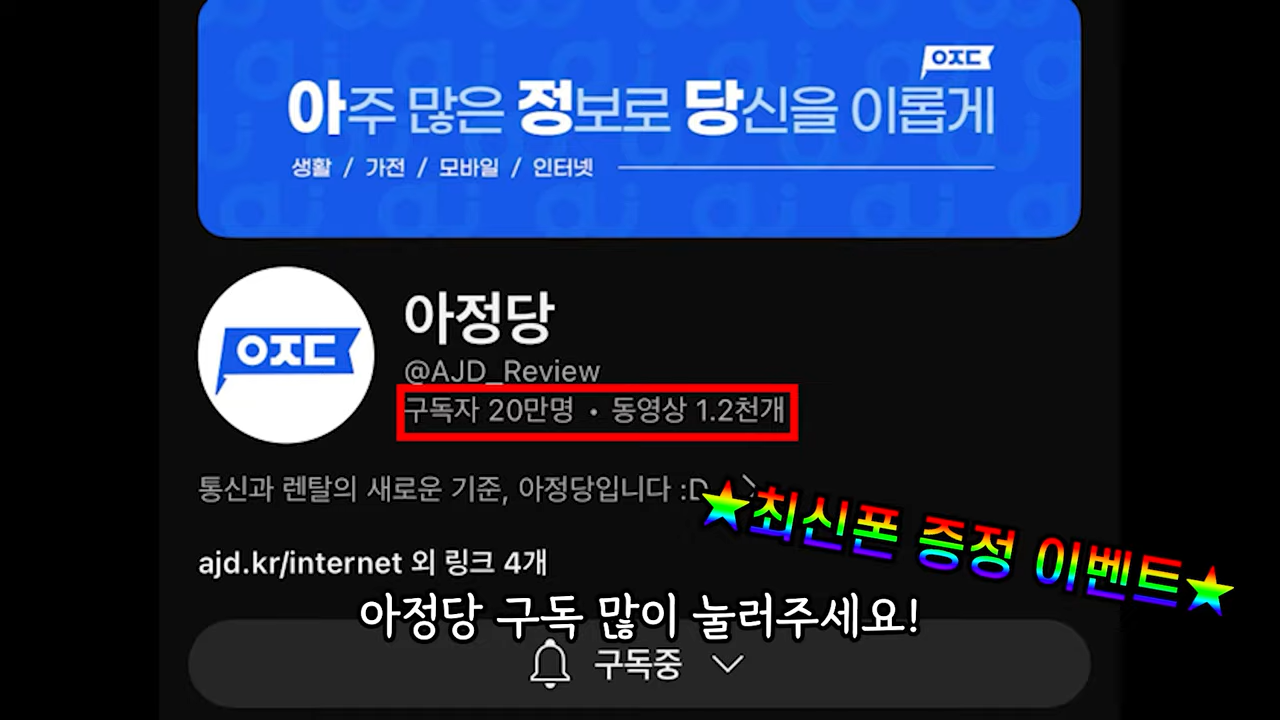 ㅇㅈㄷ
아주 많은 정보로 당신을 이롭게
생활 / 가전 / 모바일 / 인터넷
ㅇㅈㄷ
아정당
@AJD_Review
구독자 20만명 • 동영상 1.2천개
통신과 렌탈의 새로운 기준, 아정당입니다 :D
★최신폰 증정 이벤트★
ajd.kr/internet 외 링크 4개
아정당 구독 많이 눌러주세요!
구독중